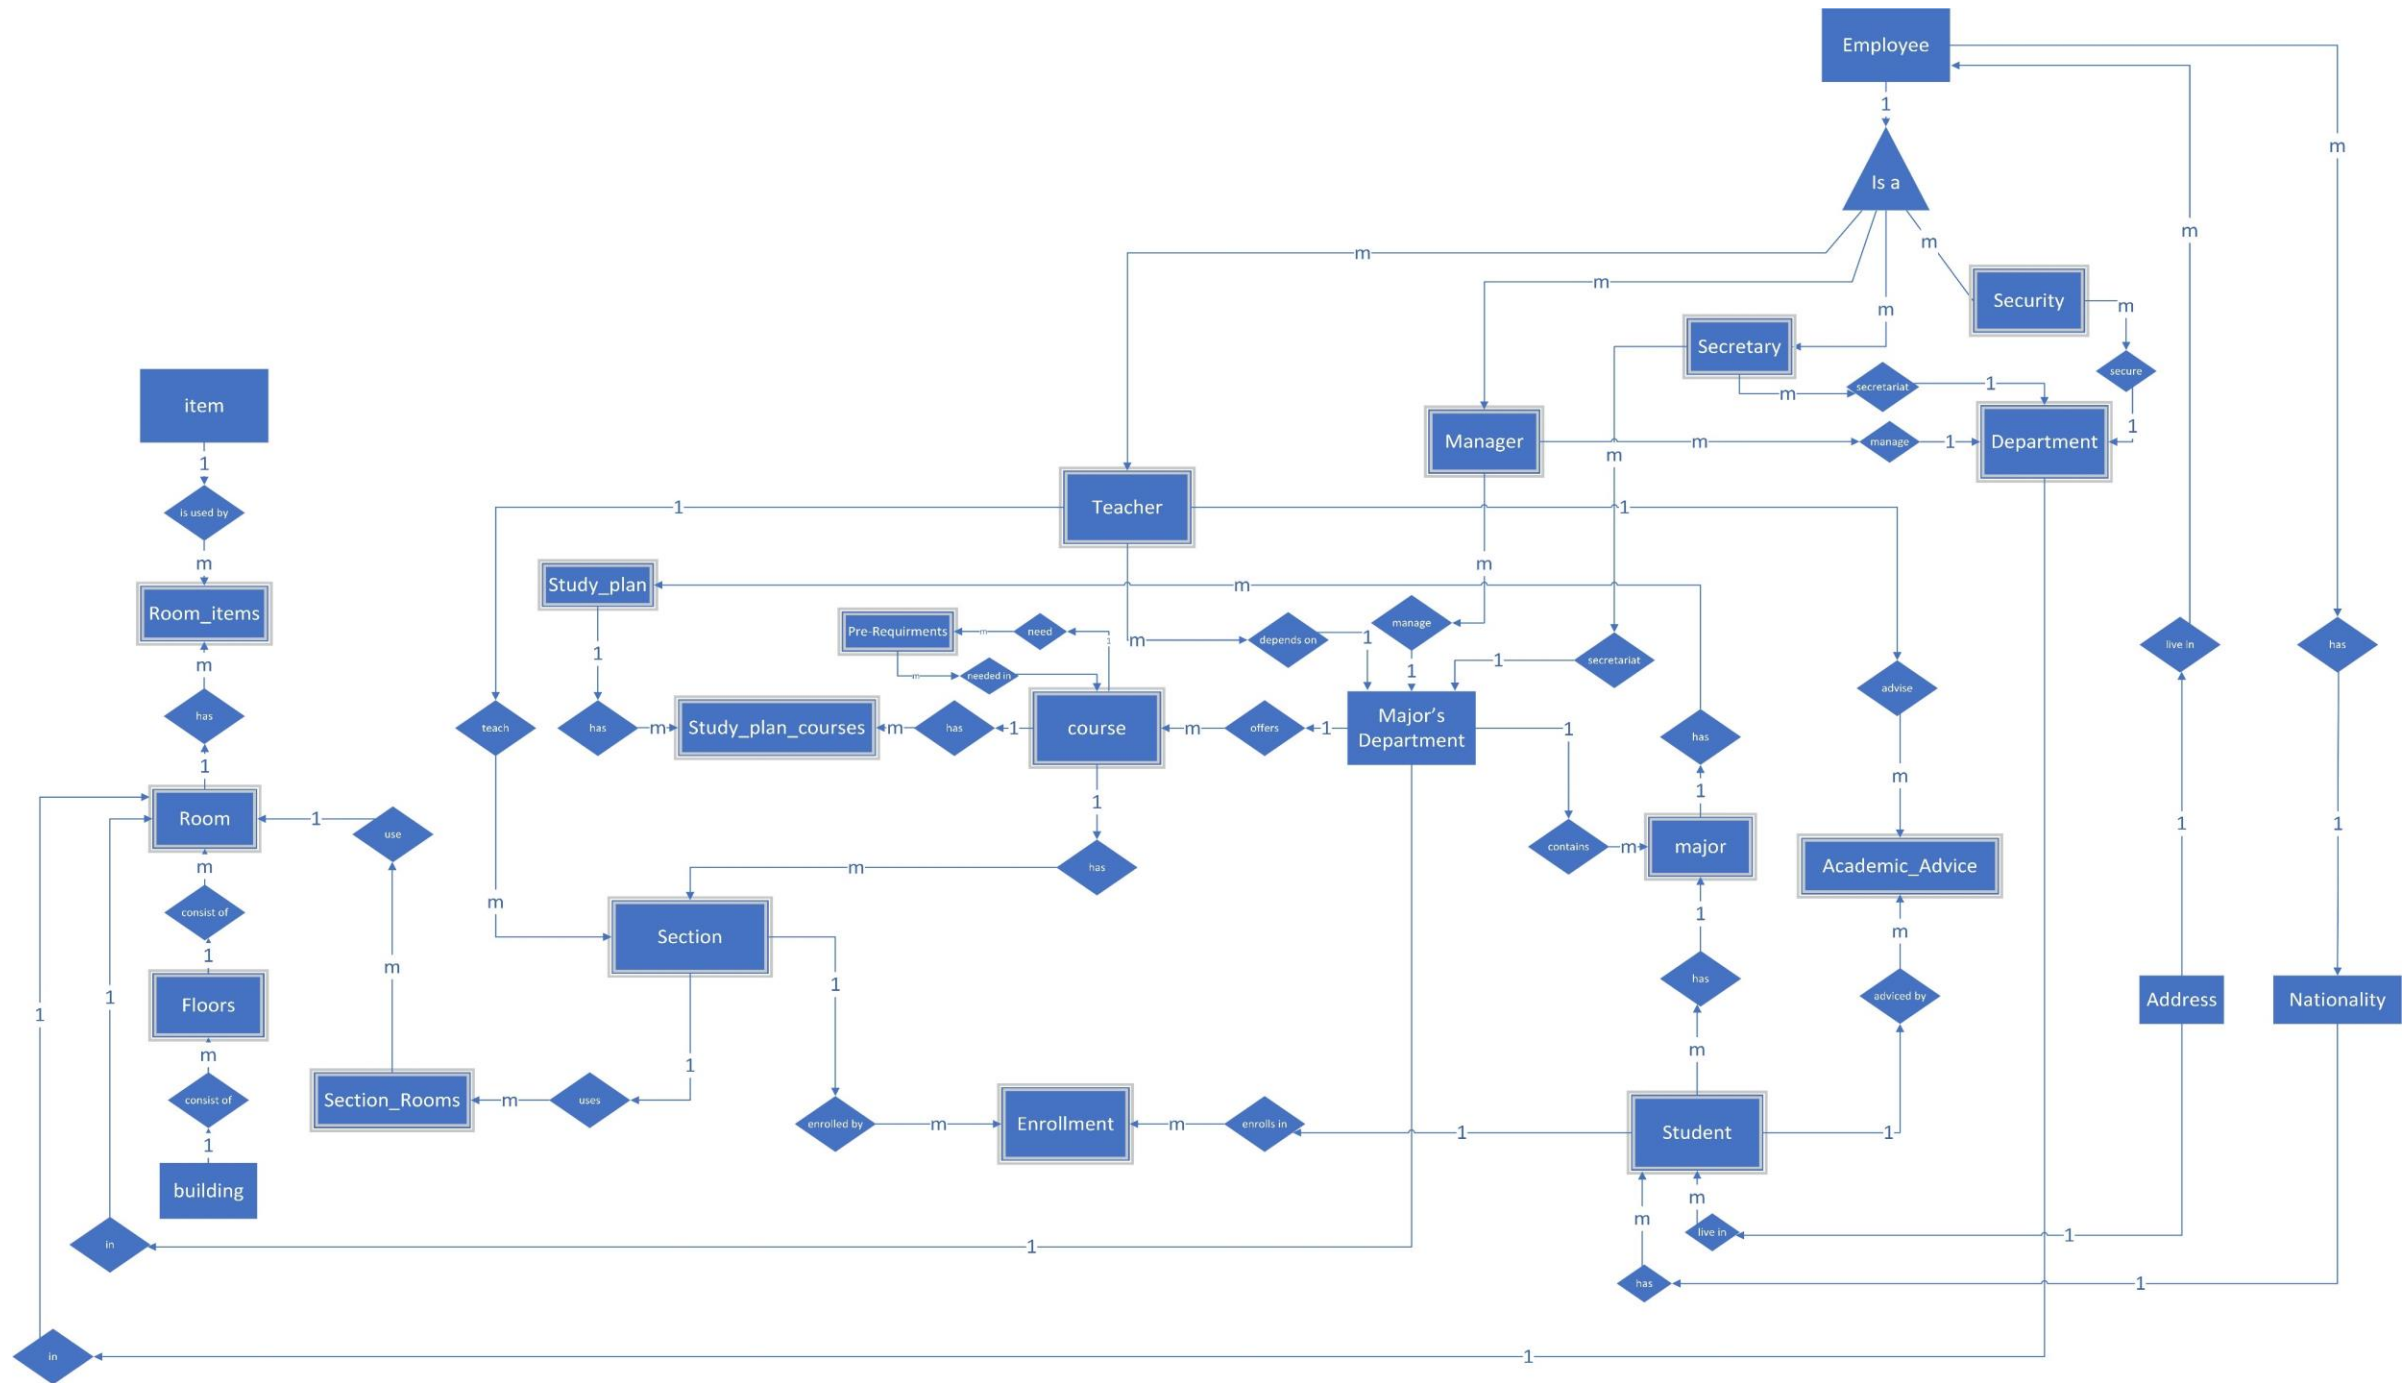 Employee
1
m
Is a
m
m
m
m
m
Security
m
Secretary
secure
item
secretariat
1
m
1
Manager
m
manage
1
Department
m
1
Teacher
1
1
is used by
m
m
Study_plan
m
Room_items
Pre-Requirments
m
need
1
m
depends on
1
manage
live in
has
m
1
secretariat
1
1
m
needed in
advise
has
teach
has
m
Study_plan_courses
m
has
1
course
m
offers
1
Major's
Department
1
has
1
1
m
1
Room
1
use
1
1
contains
m
major
m
has
m
Academic_Advice
consist of
m
1
m
Section
1
m
1
m
has
1
adviced by
Floors
1
1
Address
Nationality
m
1
m
Section_Rooms
m
uses
consist of
enrolled by
m
Enrollment
m
enrolls in
1
Student
1
1
building
m
m
in
1
live in
1
has
1
in
1